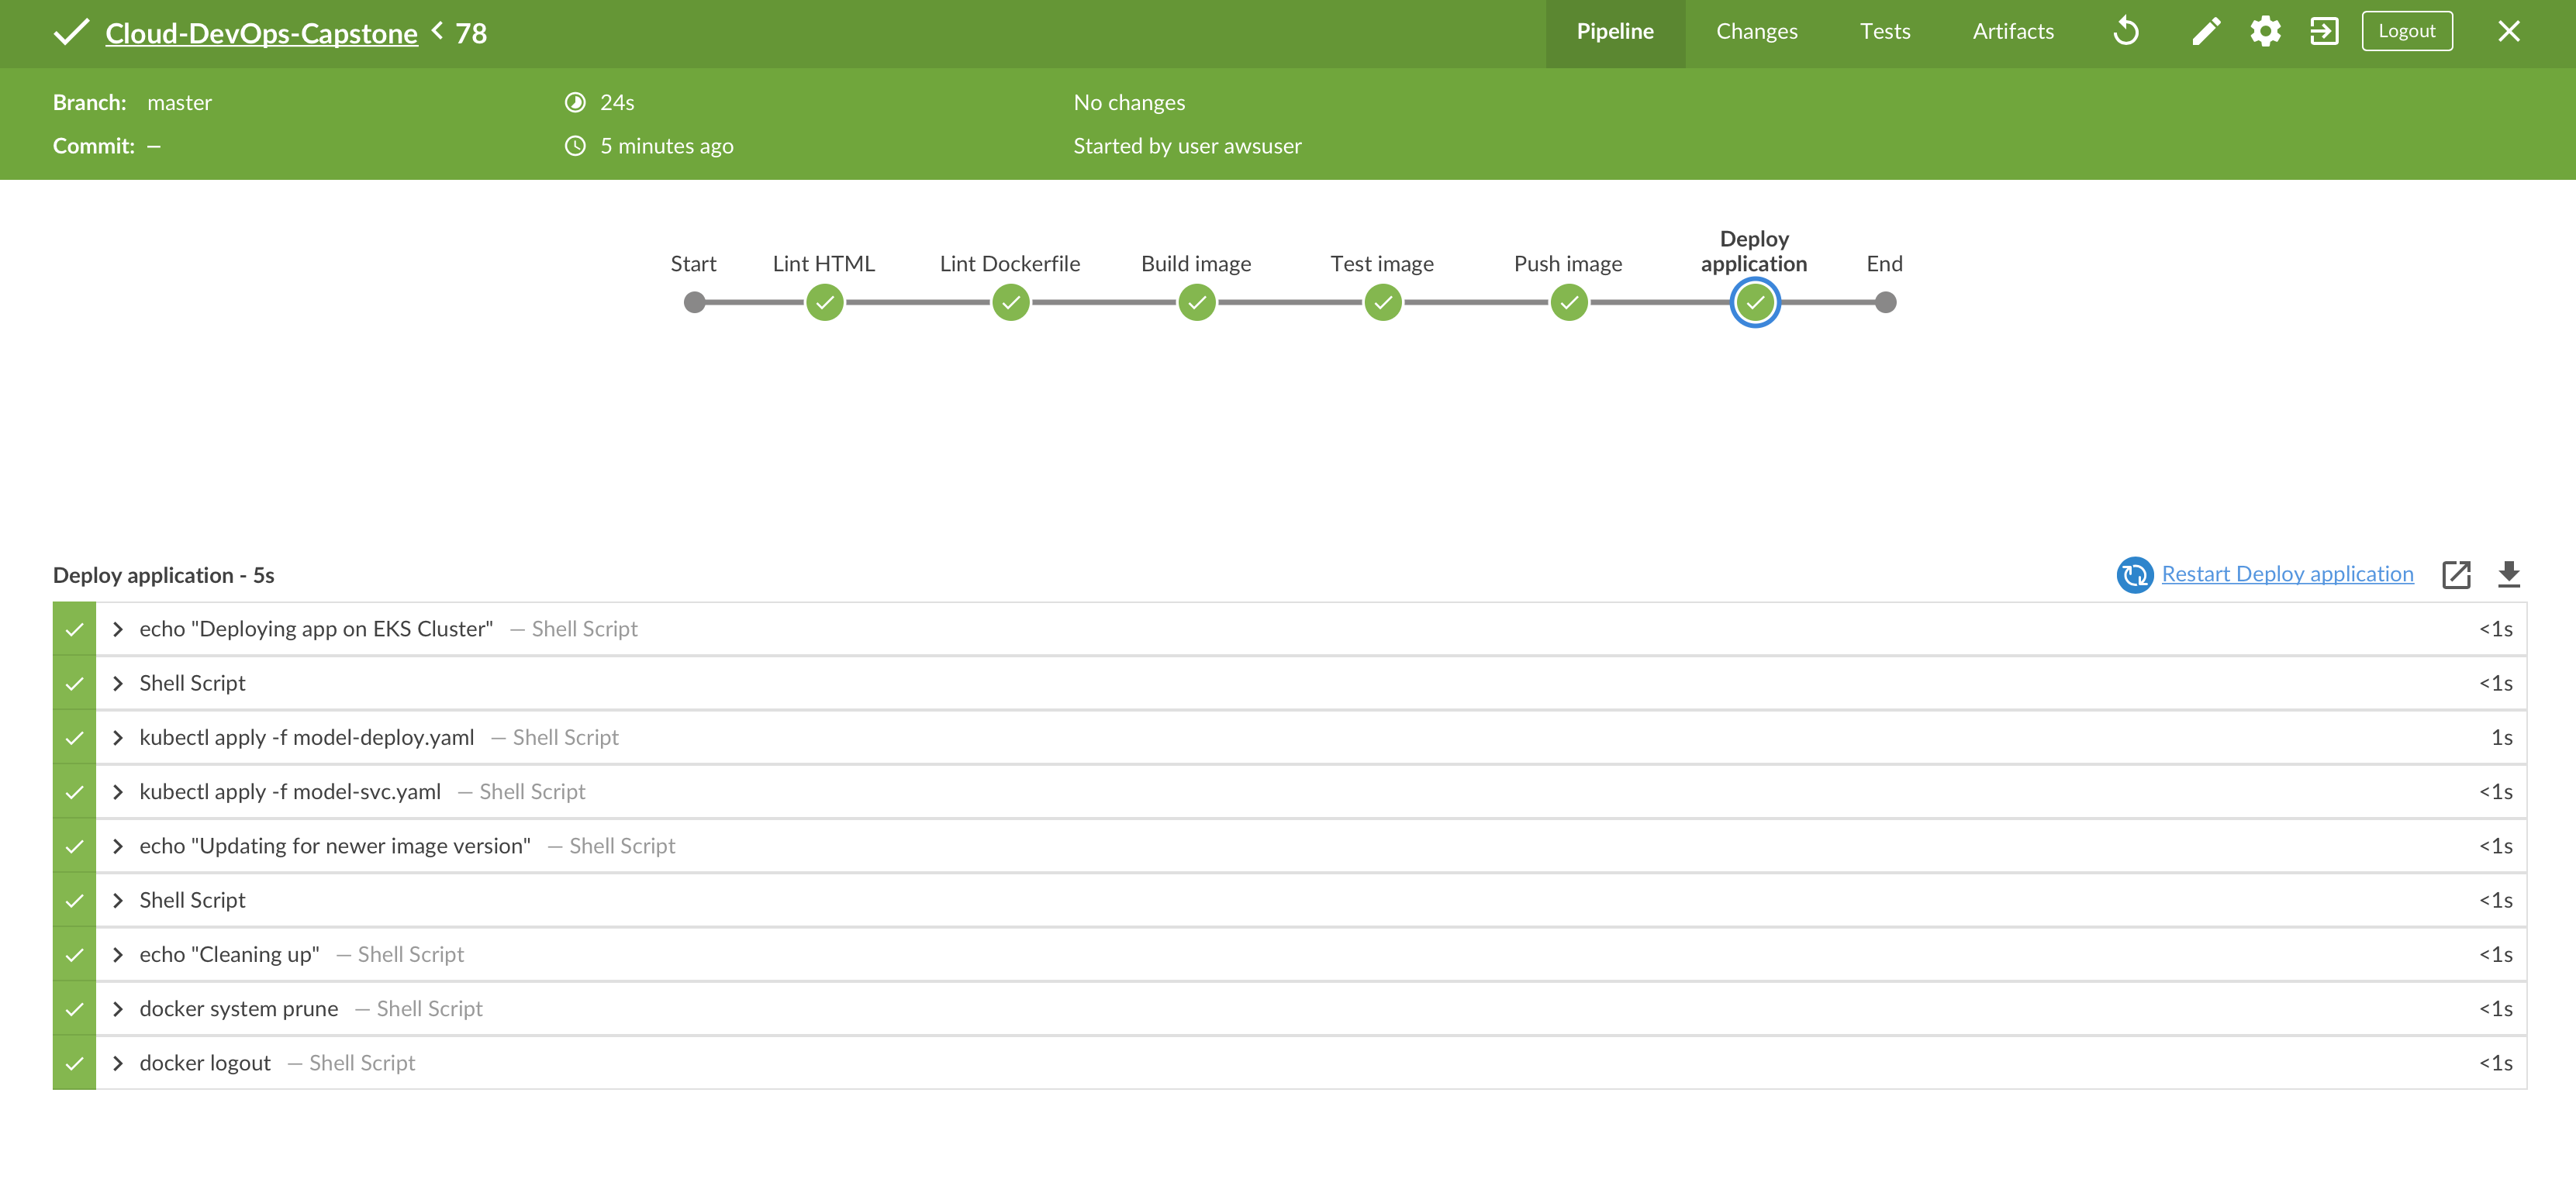 Cloud-DevOps-Capstone < 78 Pipeline Changes Tests Artifacts Logout
Branch: master 24s No changes
Commit: — 5 minutes ago Started by user awsuser
Start Lint HTML Lint Dockerfile Build image Test image Push image Deploy application End
Deploy application - 5s Restart Deploy application
echo "Deploying app on EKS Cluster" — Shell Script <1s
Shell Script <1s
kubectl apply -f model-deploy.yaml — Shell Script 1s
kubectl apply -f model-svc.yaml — Shell Script <1s
echo "Updating for newer image version" — Shell Script <1s
Shell Script <1s
echo "Cleaning up" — Shell Script <1s
docker system prune — Shell Script <1s
docker logout — Shell Script <1s